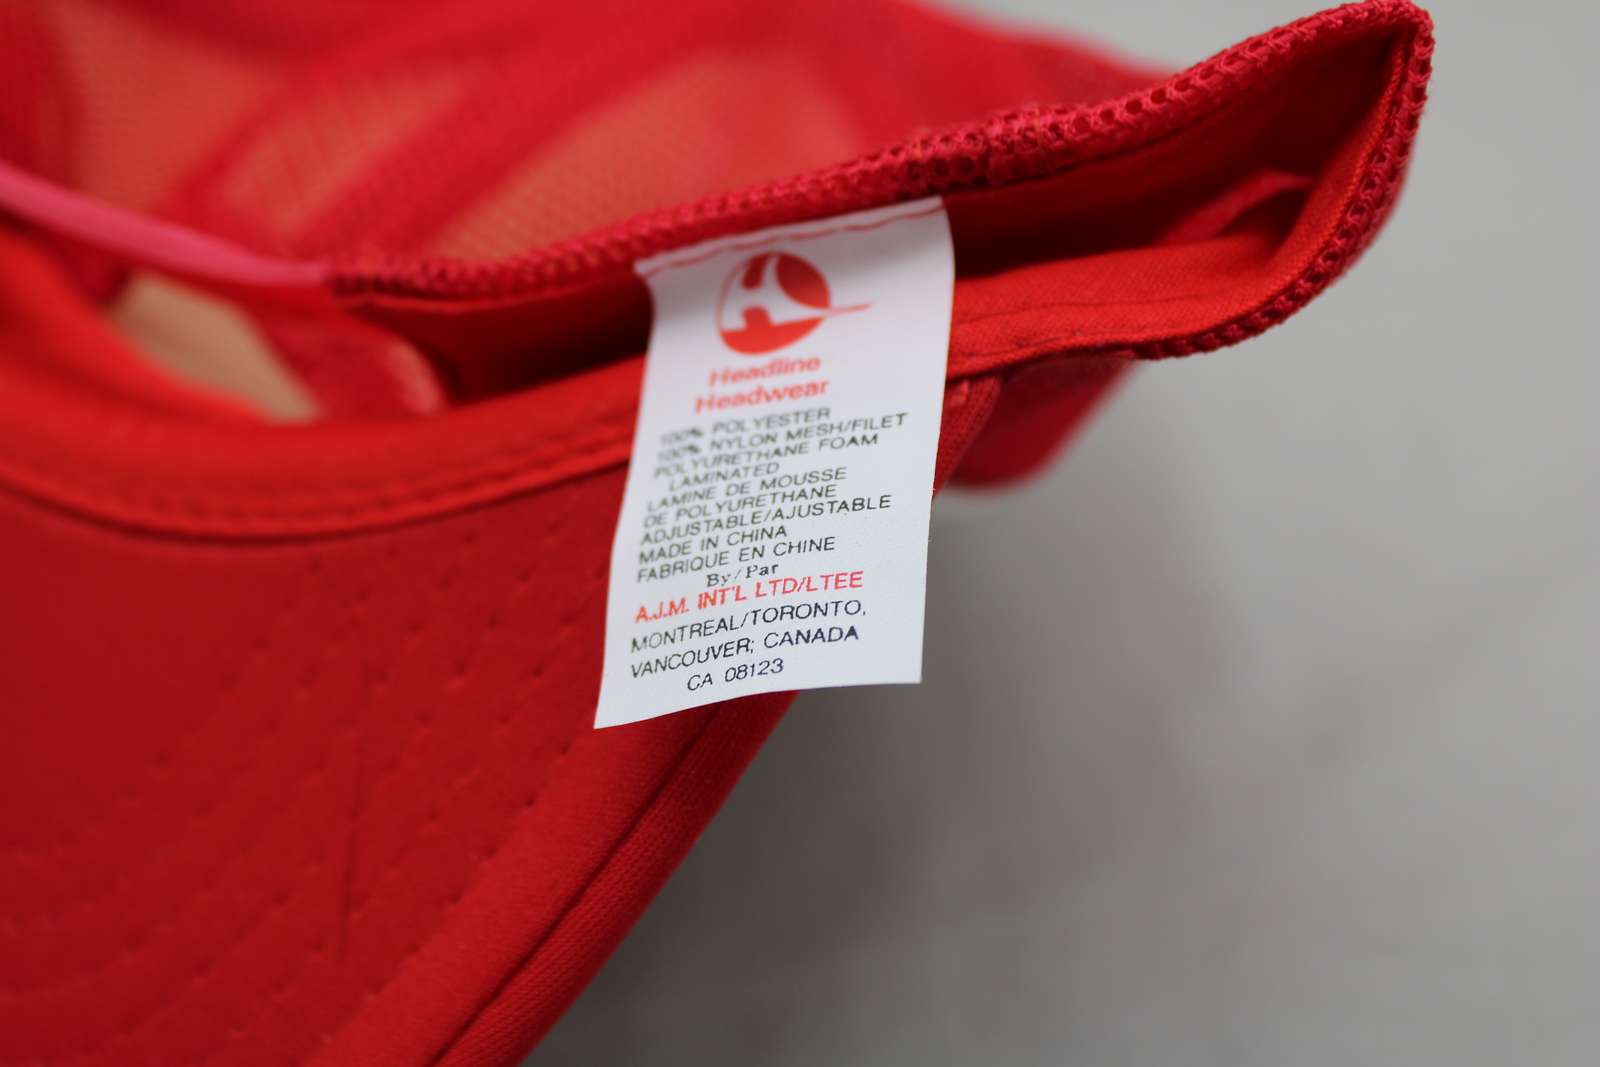 Headline
Headwear
100% POLYESTER
100% NYLON MESH/FILET
POLYURETHANE FOAM
LAMINATED
LAMINE DE MOUSSE
DE POLYURETHANE
ADJUSTABLE/AJUSTABLE
MADE IN CHINA
FABRIQUE EN CHINE
By/Par
A.J.M. INT'L LTD/LTEE
MONTREAL/TORONTO,
VANCOUVER; CANADA
CA 08123